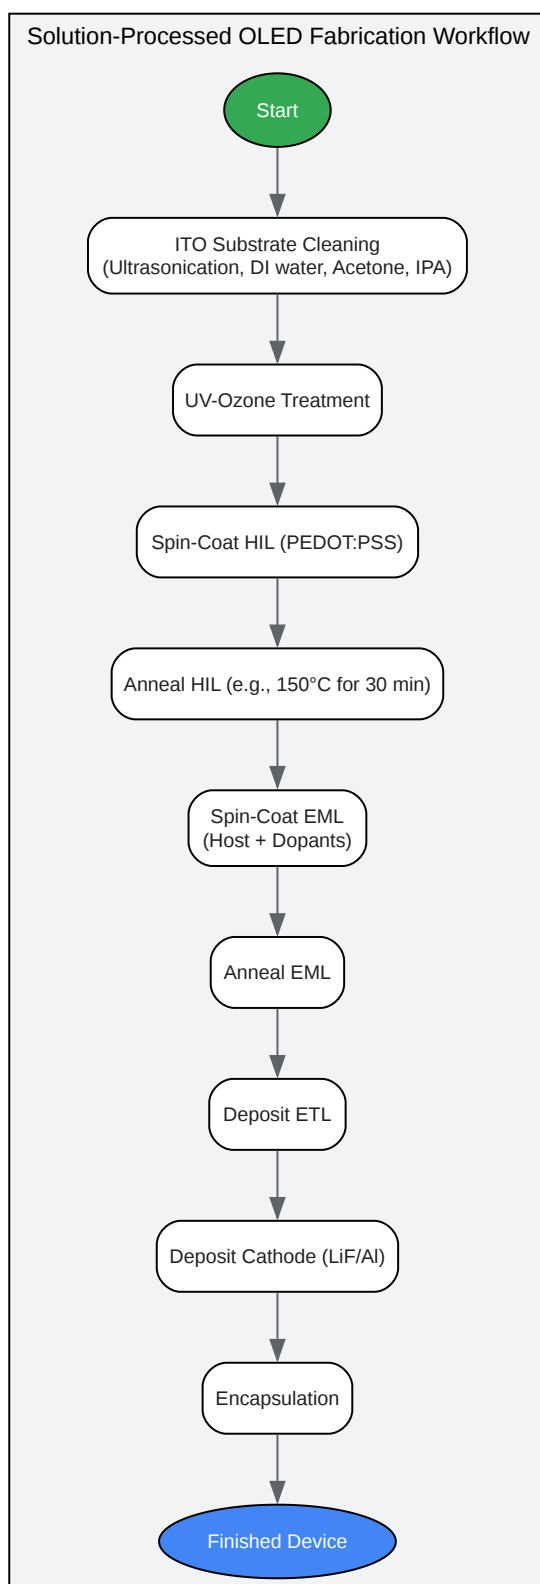 Solution-Processed OLED Fabrication Workflow
Start
ITO Substrate Cleaning
(Ultrasonication, DI water, Acetone, IPA)
UV-Ozone Treatment
Spin-Coat HIL (PEDOT:PSS)
Anneal HIL (e.g., 150°C for 30 min)
Spin-Coat EML
(Host + Dopants)
Anneal EML
Deposit ETL
Deposit Cathode (LiF/Al)
Encapsulation
Finished Device